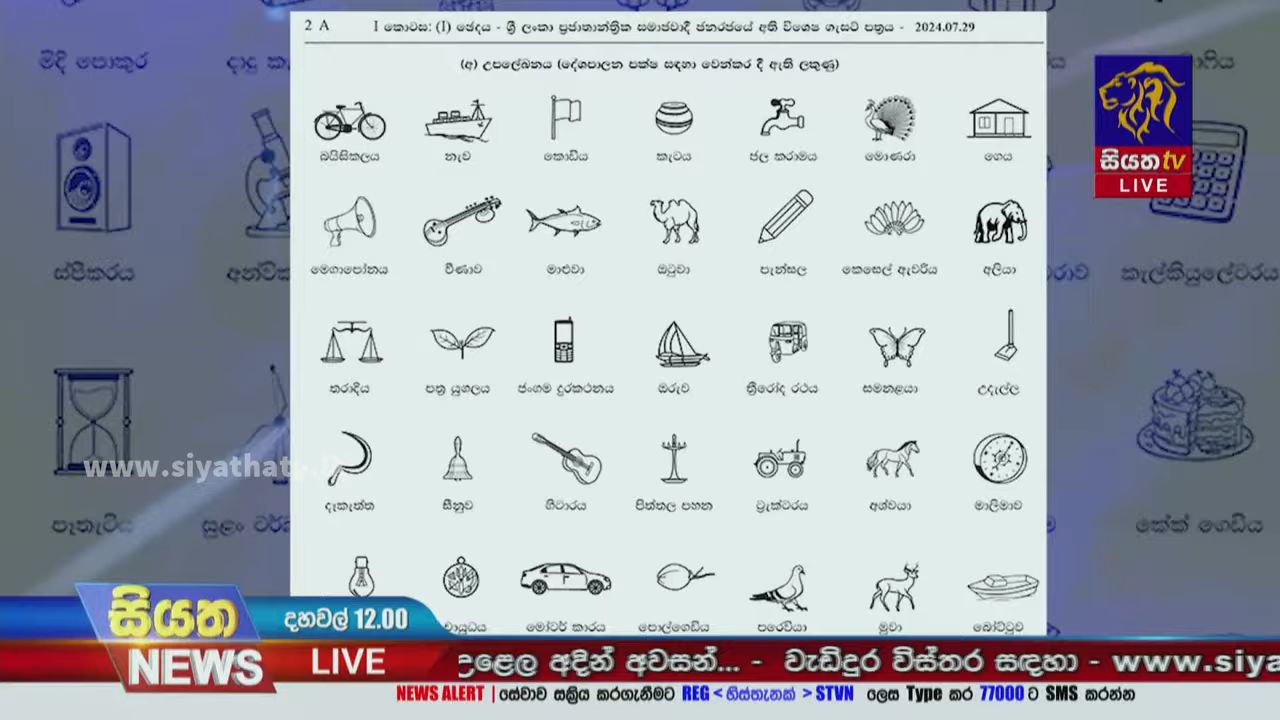 2 A I කොටස: (I) ඡේදය - ශ්‍රී ලංකා ප්‍රජාතාන්ත්‍රික සමාජවාදී ජනරජයේ අති විශෙෂ ගැසට් පත්‍රය - 2024.07.29
(අ) උපලේඛනය (දේශපාලන පක්ෂ සඳහා වෙන්කර දී ඇති ලකුණු)
මිදි පොකුර
දාදු
සියත tv
LIVE
බයිසිකලය නැව කොඩිය කැටය ජල කරාමය මොණරා ගෙය
ස්පීකරය
මෙගාපෝනය වීණාව මාළුවා ඔටුවා පැන්සල කෙසෙල් ඇවරිය අලියා
කැල්කියුලේටරය
තරාදිය පත්‍ර යුගලය ජංගම දුරකථනය ඔරුව ත්‍රීරෝද රථය සමනළයා උදැල්ල
www.siyathatv.
දැකැත්ත සීනුව ගිටාරය පිත්තල පහන ට්‍රැක්ටරය අශ්වයා මාලිමාව
පැතැටිය
සුළං
කේක් ගෙඩිය
මෝටර් කාරය පොල්ගෙඩිය පරෙවියා මුවා බෝට්ටුව
සියත NEWS
දහවල් 12.00
LIVE
උළෙල අදින් අවසන්... - වැඩිදුර විස්තර සඳහා - www.siya
NEWS ALERT | සේවාව සක්‍රිය කරගැනීමට REG < හිස්තැනක් > STVN ලෙස Type කර 77000 ට SMS කරන්න